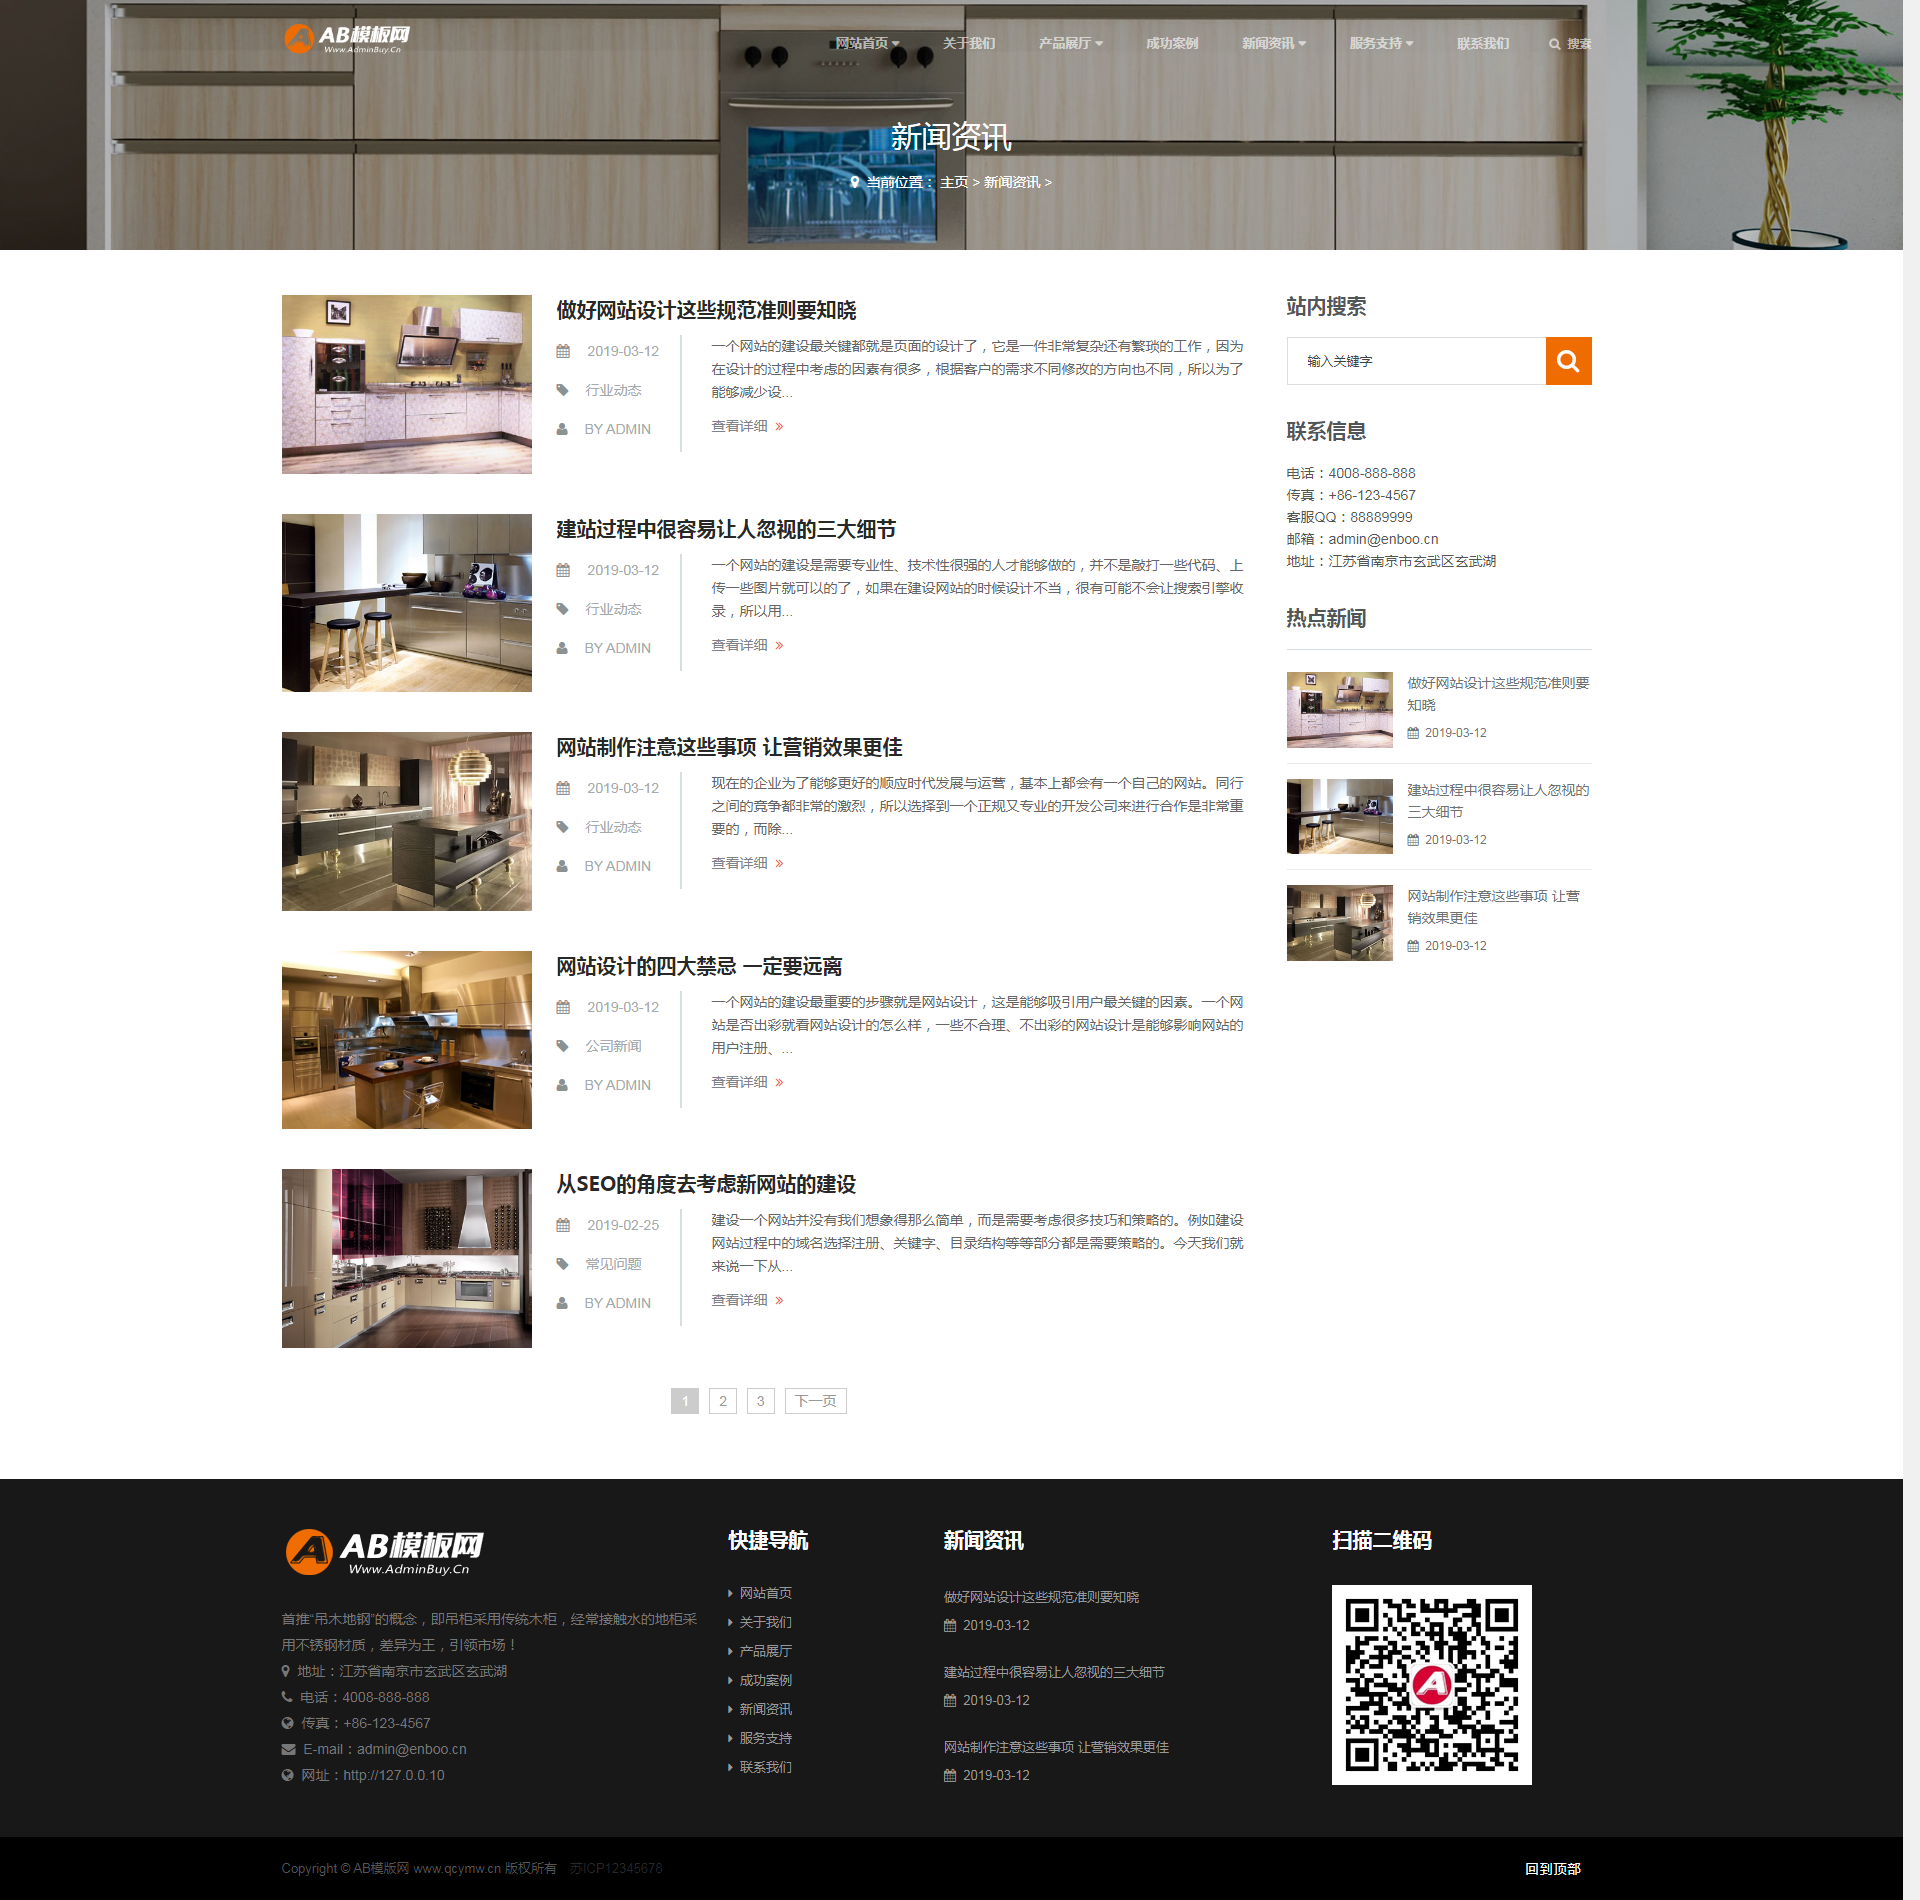 AB模板网
Www.AdminBuy.Cn
网站首页 关于我们 产品展厅 成功案例 新闻资讯 服务支持 联系我们 搜索
新闻资讯
当前位置： 主页 > 新闻资讯 >
做好网站设计这些规范准则要知晓
2019-03-12
行业动态
BY ADMIN
一个网站的建设最关键都就是页面的设计了，它是一件非常复杂还有繁琐的工作，因为
在设计的过程中考虑的因素有很多，根据客户的需求不同修改的方向也不同，所以为了
能够减少设...
查看详细 »
建站过程中很容易让人忽视的三大细节
2019-03-12
行业动态
BY ADMIN
一个网站的建设是需要专业性、技术性很强的人才能够做的，并不是敲打一些代码、上
传一些图片就可以的了，如果在建设网站的时候设计不当，很有可能不会让搜索引擎收
录，所以用...
查看详细 »
网站制作注意这些事项 让营销效果更佳
2019-03-12
行业动态
BY ADMIN
现在的企业为了能够更好的顺应时代发展与运营，基本上都会有一个自己的网站。同行
之间的竞争都非常的激烈，所以选择到一个正规又专业的开发公司来进行合作是非常重
要的，而除...
查看详细 »
网站设计的四大禁忌 一定要远离
2019-03-12
公司新闻
BY ADMIN
一个网站的建设最重要的步骤就是网站设计，这是能够吸引用户最关键的因素。一个网
站是否出彩就看网站设计的怎么样，一些不合理、不出彩的网站设计是能够影响网站的
用户注册、...
查看详细 »
从SEO的角度去考虑新网站的建设
2019-02-25
常见问题
BY ADMIN
建设一个网站并没有我们想象得那么简单，而是需要考虑很多技巧和策略的。例如建设
网站过程中的域名选择注册、关键字、目录结构等等部分都是需要策略的。今天我们就
来说一下从...
查看详细 »
1 2 3 下一页
站内搜索
输入关键字
联系信息
电话：4008-888-888
传真：+86-123-4567
客服QQ：88889999
邮箱：admin@enboo.cn
地址：江苏省南京市玄武区玄武湖
热点新闻
做好网站设计这些规范准则要
知晓
2019-03-12
建站过程中很容易让人忽视的
三大细节
2019-03-12
网站制作注意这些事项 让营
销效果更佳
2019-03-12
AB模板网
Www.AdminBuy.Cn
首推“吊木地钢”的概念，即吊柜采用传统木柜，经常接触水的地柜采
用不锈钢材质，差异为王，引领市场！
地址：江苏省南京市玄武区玄武湖
电话：4008-888-888
传真：+86-123-4567
E-mail：admin@enboo.cn
网址：http://127.0.0.10
快捷导航
网站首页
关于我们
产品展厅
成功案例
新闻资讯
服务支持
联系我们
新闻资讯
做好网站设计这些规范准则要知晓
2019-03-12
建站过程中很容易让人忽视的三大细节
2019-03-12
网站制作注意这些事项 让营销效果更佳
2019-03-12
扫描二维码
Copyright © AB模版网 www.qcymw.cn 版权所有 苏ICP12345678
回到顶部